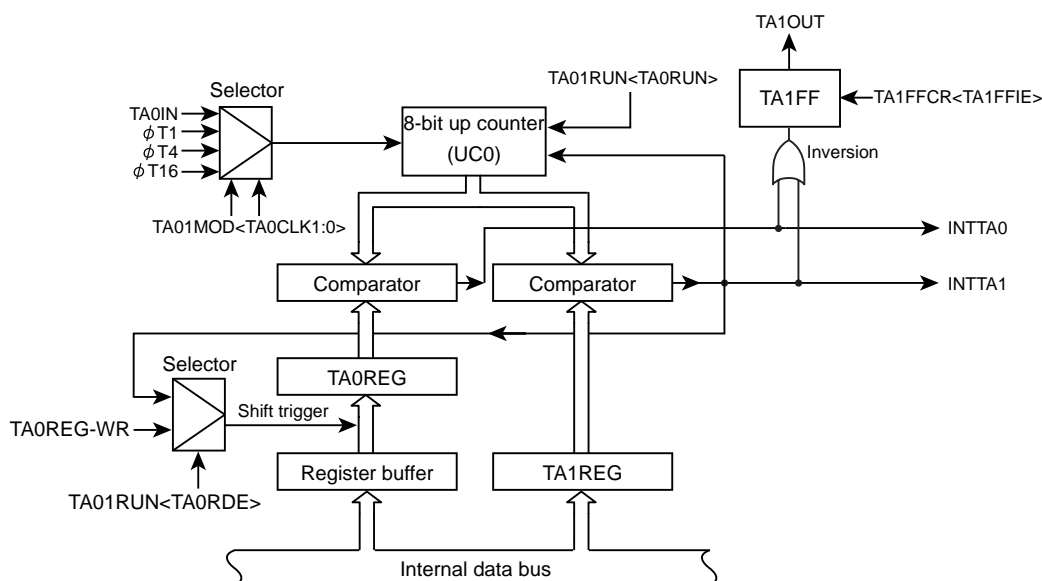 TA1OUT
TA01RUN<TA0RUN>
Selector
TA1FF
TA1FFCR<TA1FFIE>
TA0IN
ϕT1
ϕT4
ϕT16
8-bit up counter
(UC0)
Inversion
TA01MOD<TA0CLK1:0>
INTTA0
Comparator
Comparator
INTTA1
Selector
TA0REG
Shift trigger
TA0REG-WR
Register buffer
TA1REG
TA01RUN<TA0RDE>
Internal data bus